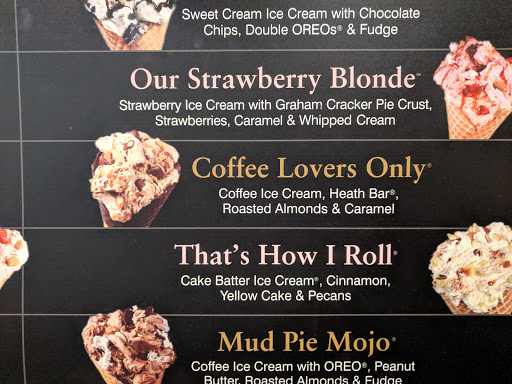 Sweet Cream Ice Cream with Chocolate
Chips, Double OREOs® & Fudge
Our Strawberry Blonde™
Strawberry Ice Cream with Graham Cracker Pie Crust,
Strawberries, Caramel & Whipped Cream
Coffee Lovers Only®
Coffee Ice Cream, Heath Bar®,
Roasted Almonds & Caramel
That's How I Roll®
Cake Batter Ice Cream®, Cinnamon,
Yellow Cake & Pecans
Mud Pie Mojo®
Coffee Ice Cream with OREO®, Peanut
Butter, Roasted Almonds & Fudge